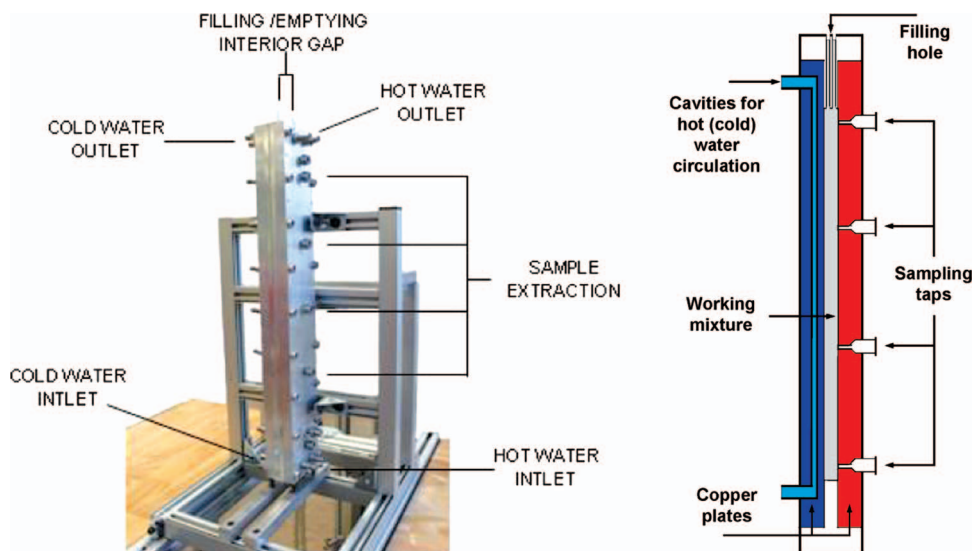 FILLING /EMPTYING
INTERIOR GAP
HOT WATER
OUTLET
COLD WATER
OUTLET
SAMPLE
EXTRACTION
COLD WATER
INTLET
HOT WATER
INTLET
Filling
hole
Cavities for
hot (cold)
water
circulation
Sampling
taps
Working
mixture
Copper
plates